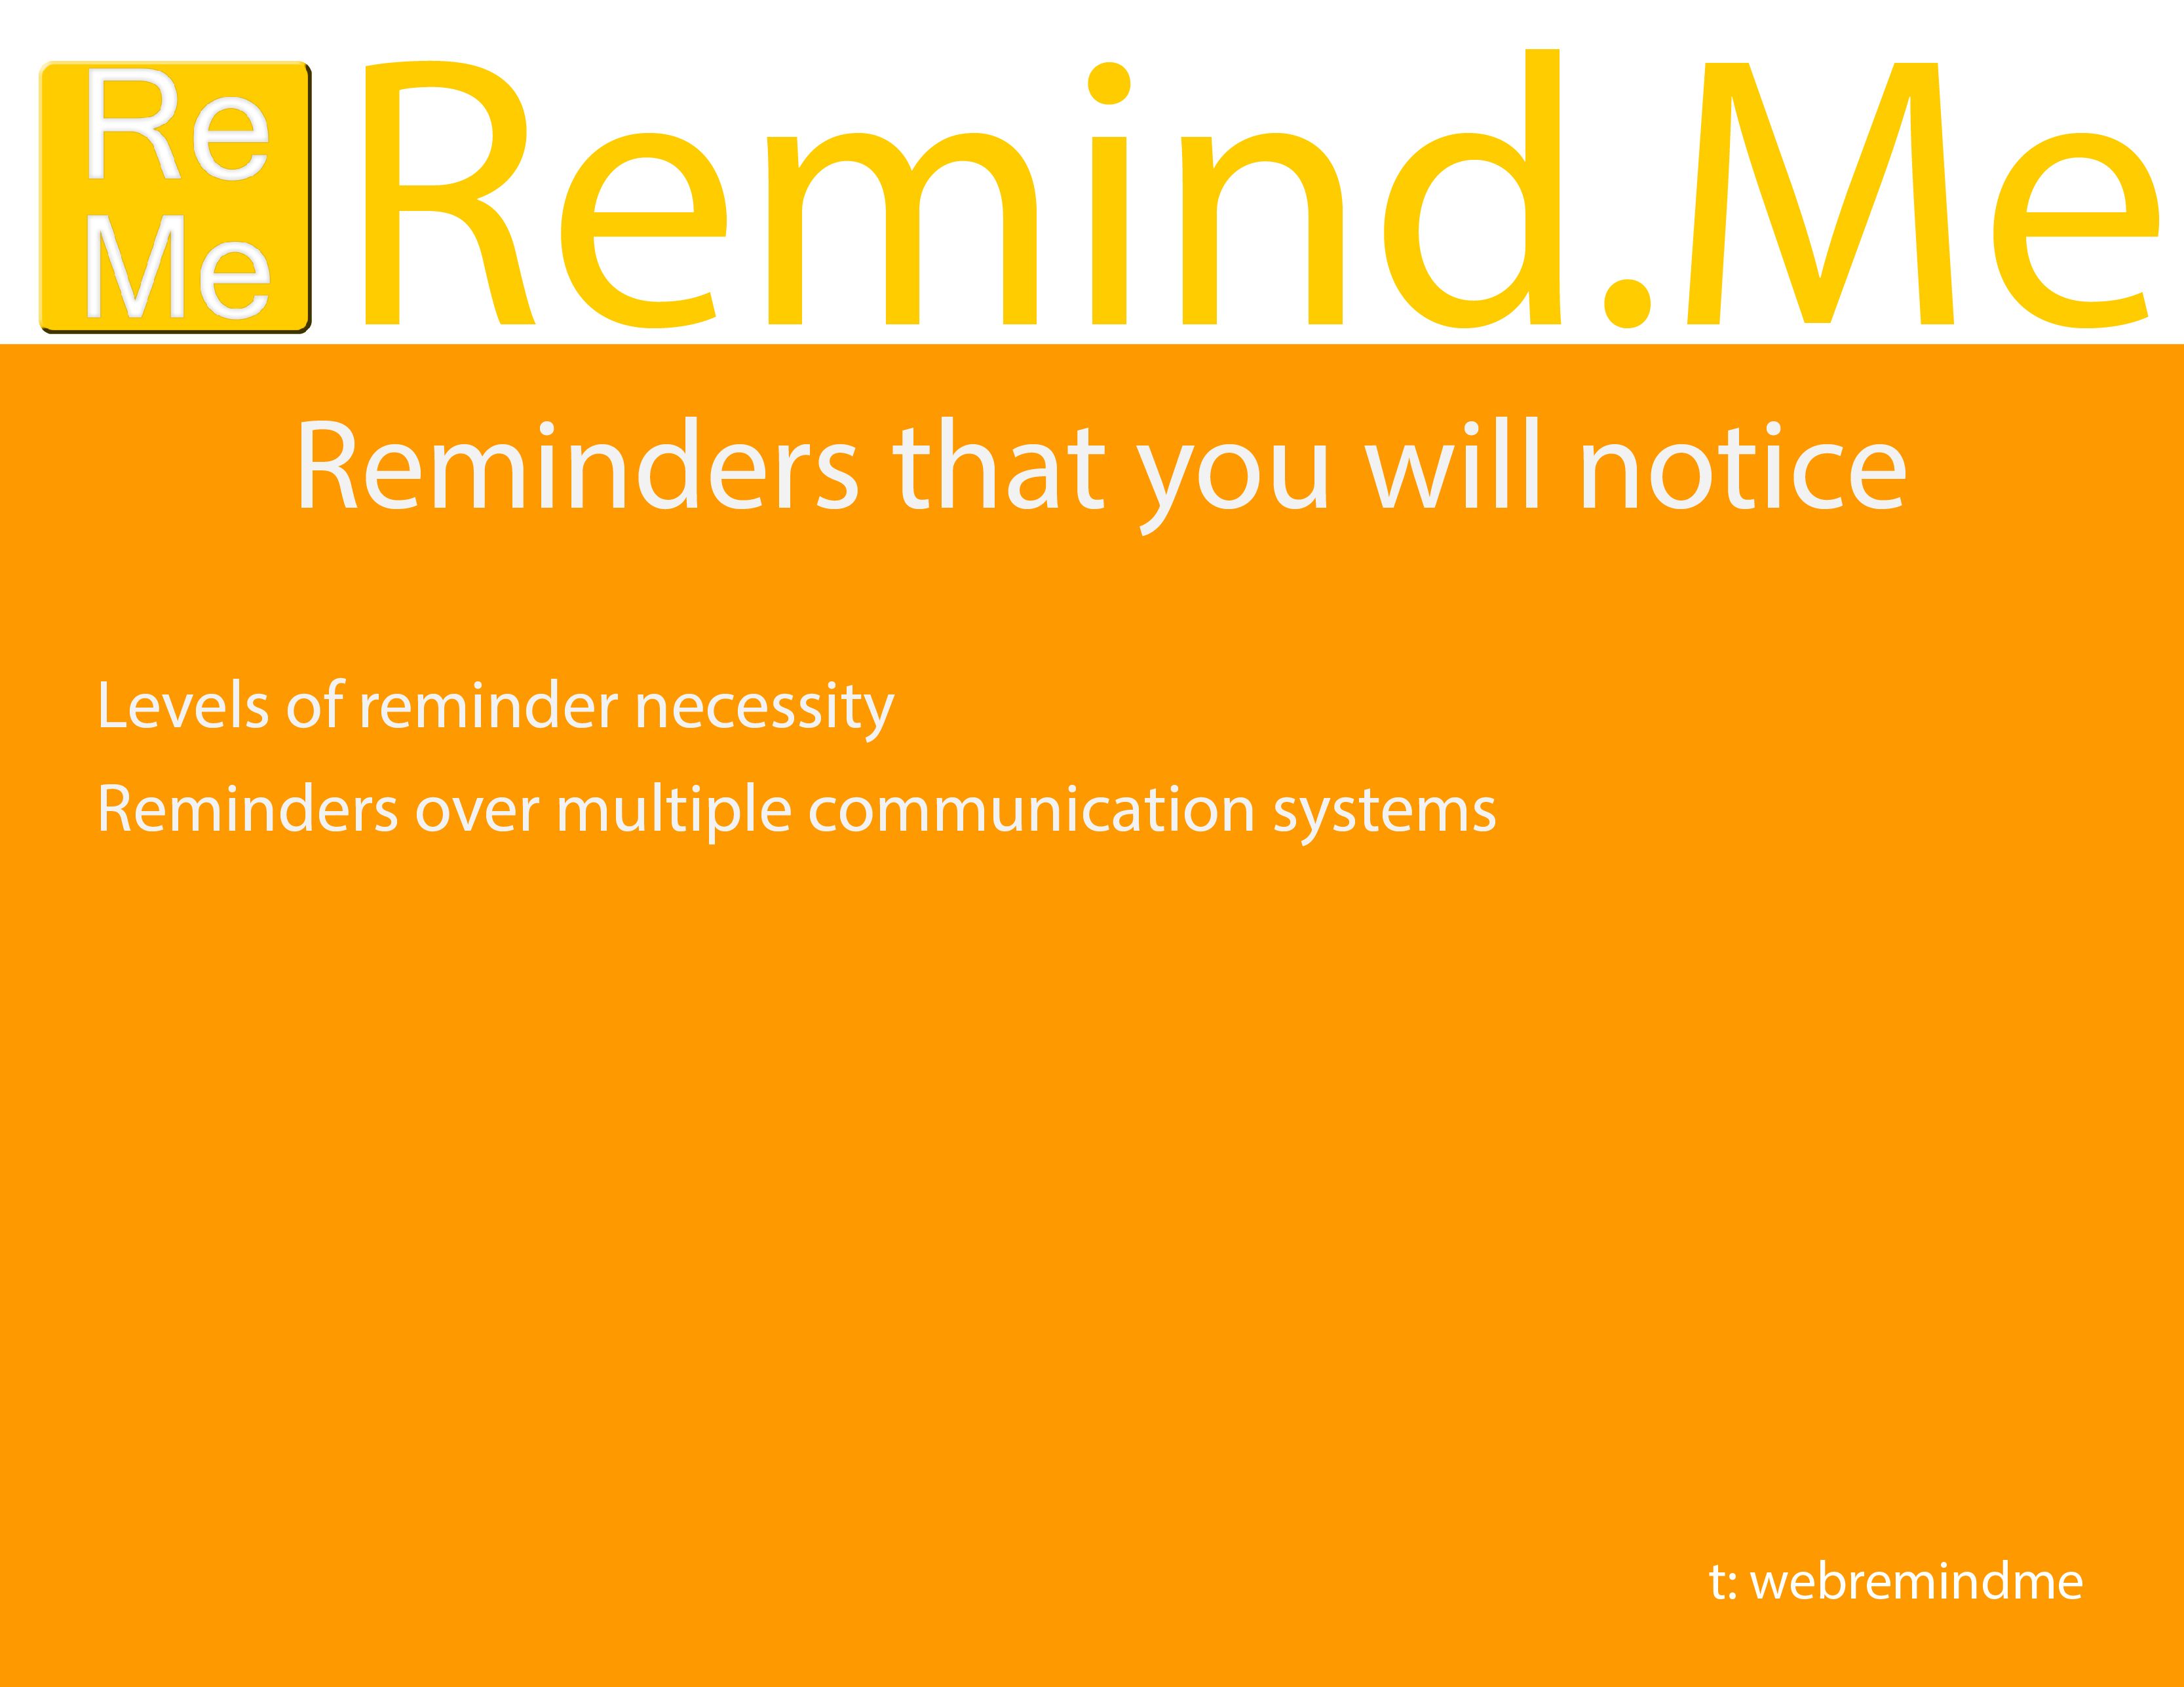 Re
Me
Remind.Me
Reminders that you will notice
Levels of reminder necessity
Reminders over multiple communication systems
t: webremindme